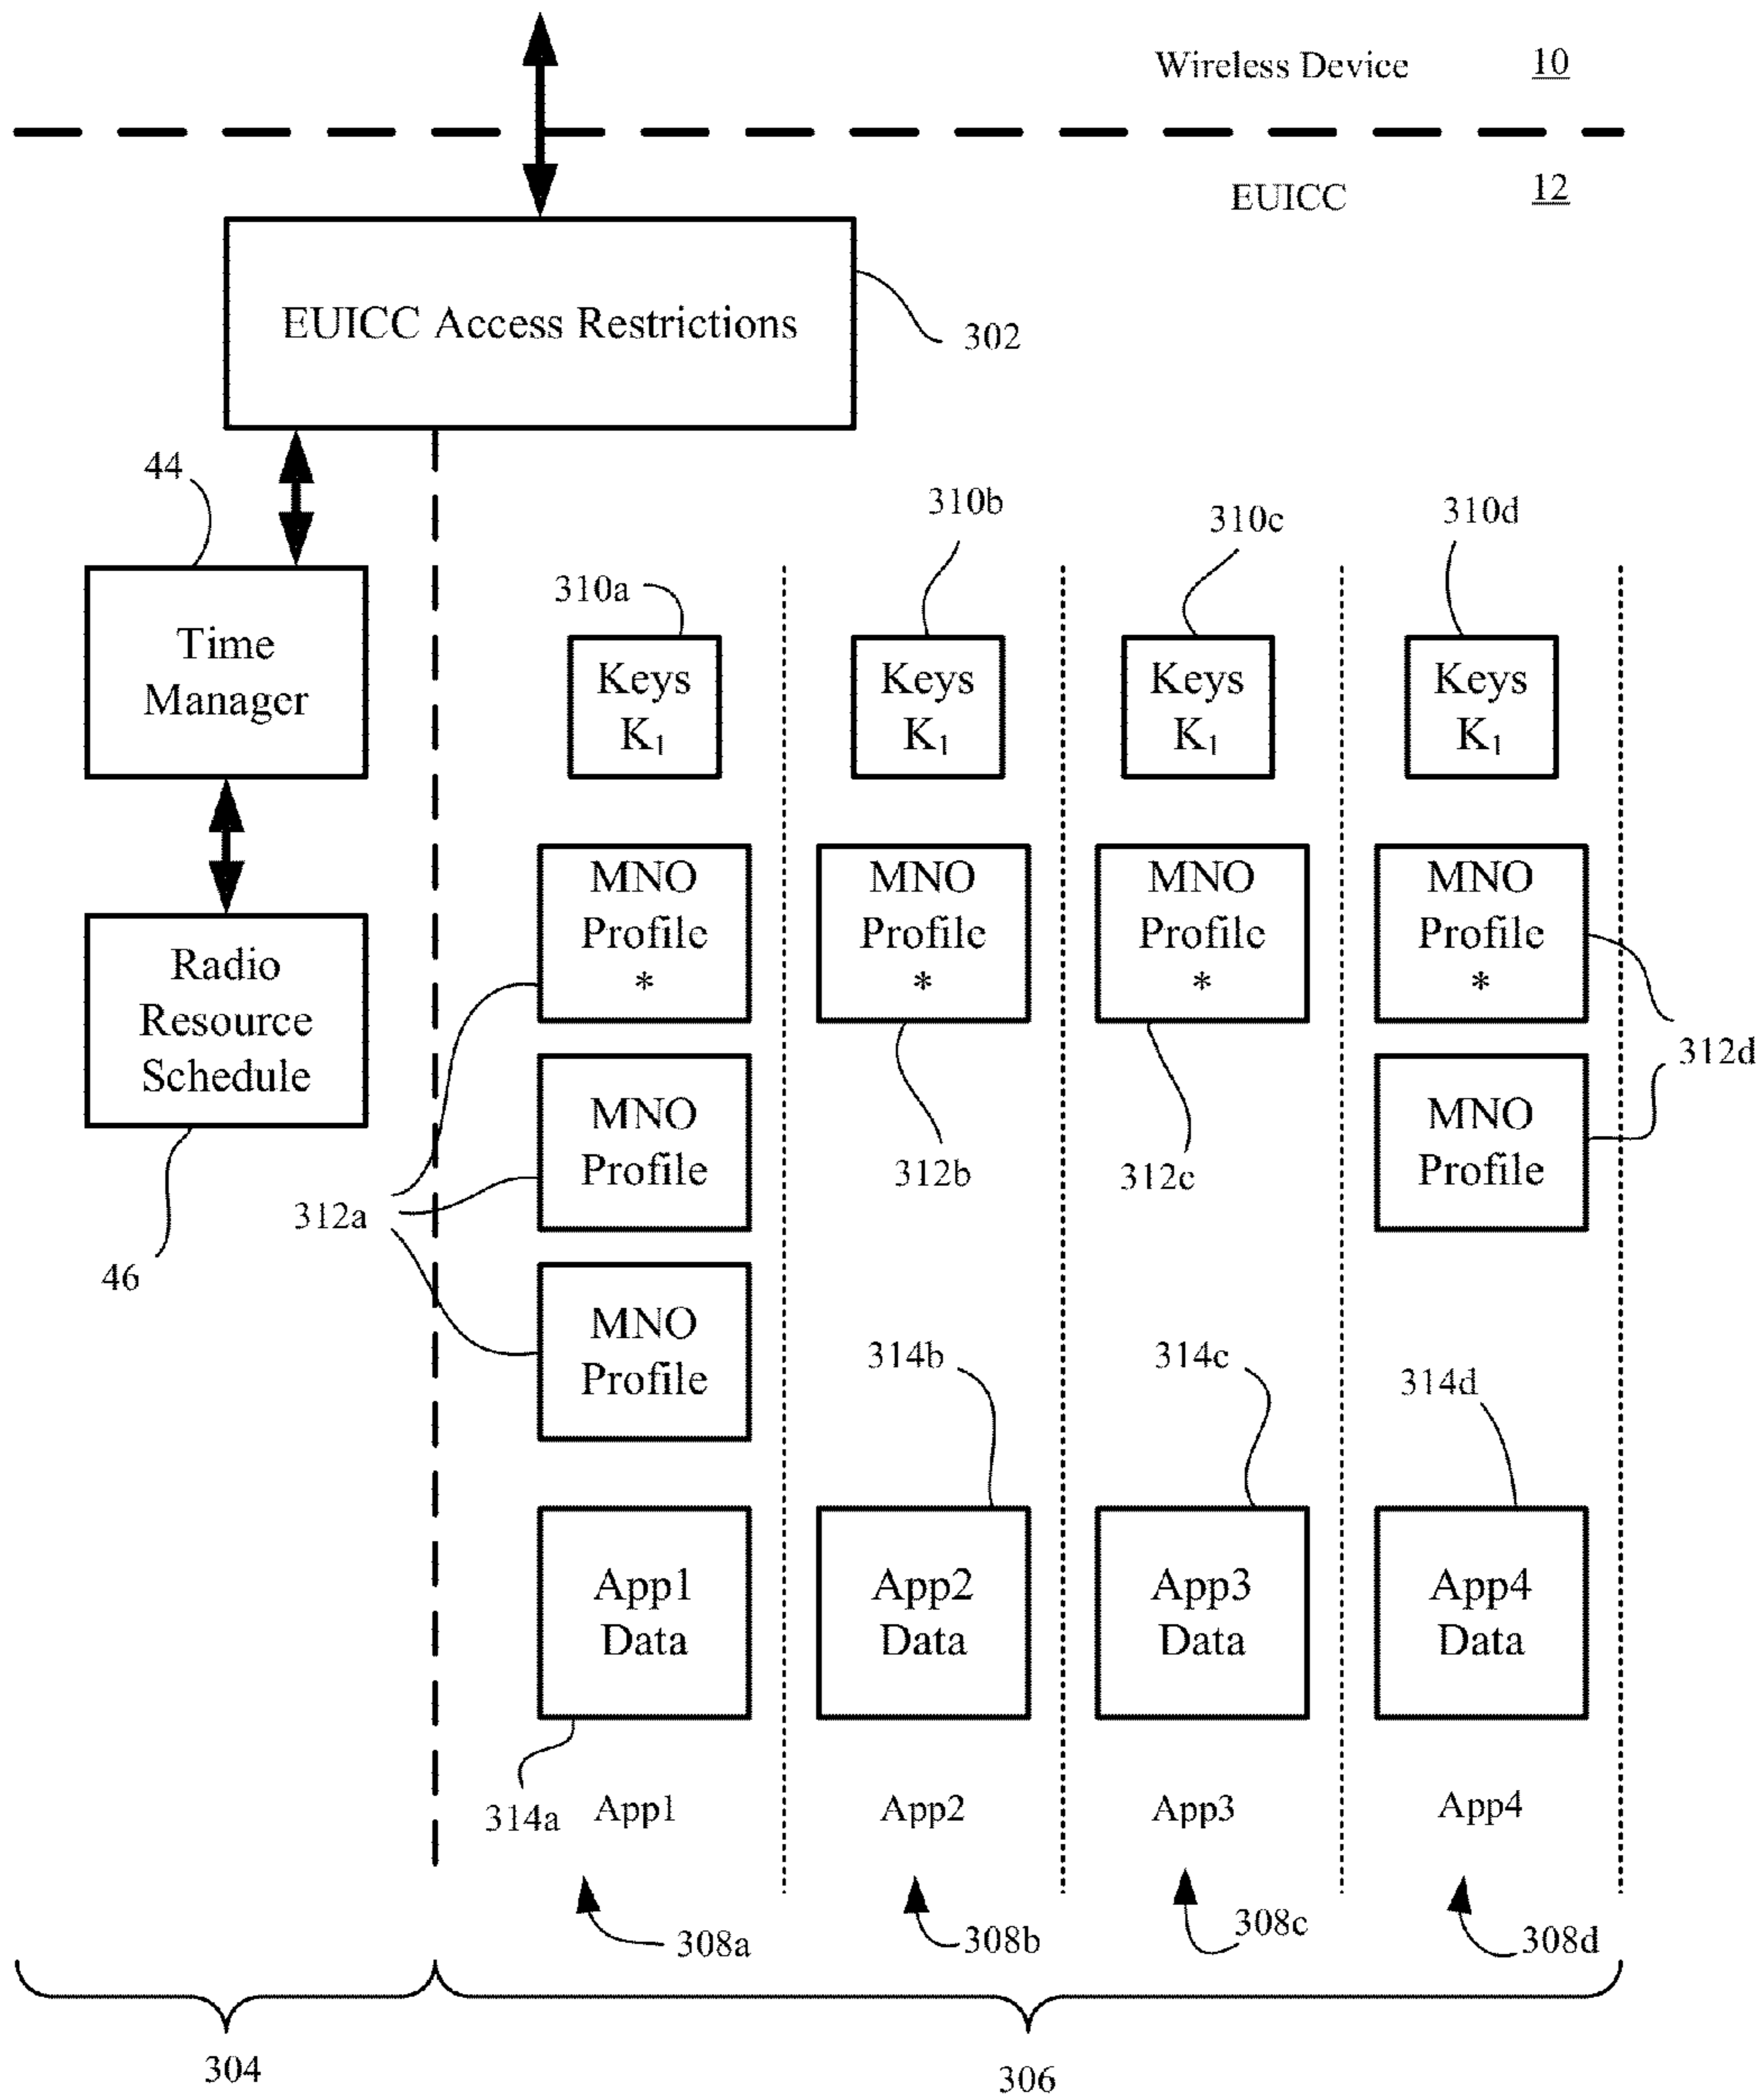 Wireless Device 10
EUICC 12
EUICC Access Restrictions
302
44
310b
310c
310d
310a
Time
Manager
Keys
K₁
Keys
K₁
Keys
K₁
Keys
K₁
Radio
Resource
Schedule
MNO
Profile
*
MNO
Profile
*
MNO
Profile
*
MNO
Profile
*
312d
MNO
Profile
MNO
Profile
312b
312c
312a
46
MNO
Profile
314b
314c
314d
App1
Data
App2
Data
App3
Data
App4
Data
314a
App1
App2
App3
App4
308a
308b
308c
308d
304
306